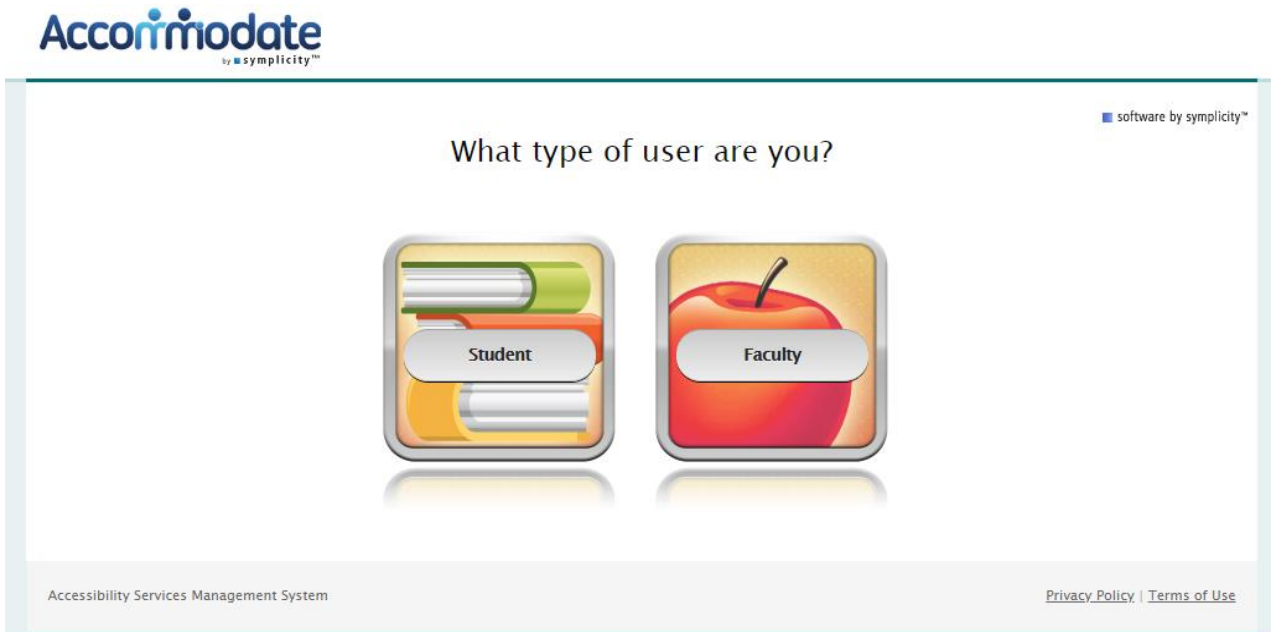 Accommodate
by symplicity™
software by symplicity™
What type of user are you?
Student
Faculty
Accessibility Services Management System
Privacy Policy | Terms of Use